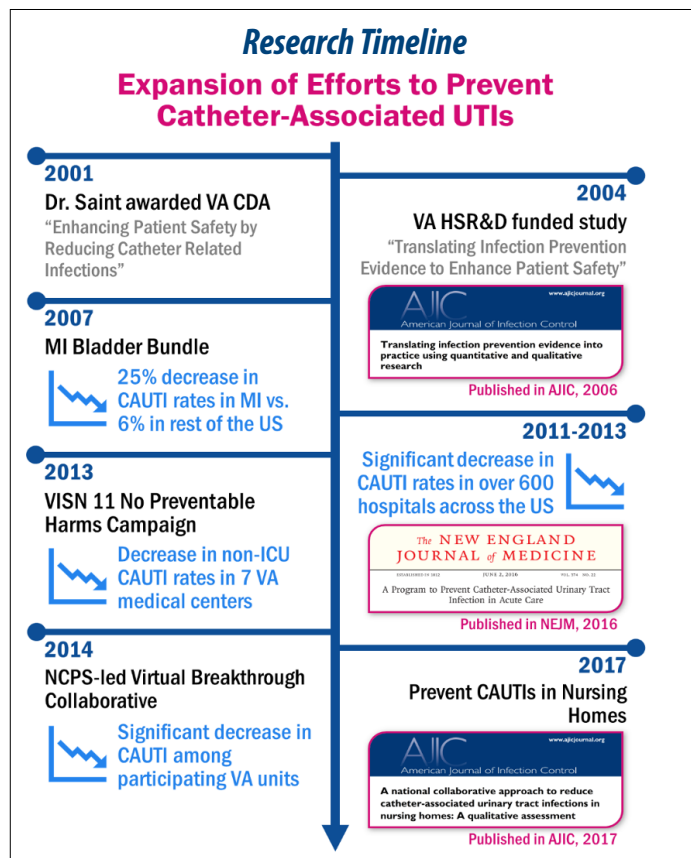 Research Timeline
Expansion of Efforts to Prevent
Catheter-Associated UTIs
2001
Dr. Saint awarded VA CDA
“Enhancing Patient Safety by
Reducing Catheter Related
Infections”
2004
VA HSR&D funded study
“Translating Infection Prevention
Evidence to Enhance Patient Safety”
AJIC
www.ajicjournal.org
American Journal of Infection Control
Translating infection prevention evidence into
practice using quantitative and qualitative
research
Published in AJIC, 2006
2007
MI Bladder Bundle
25% decrease in
CAUTI rates in MI vs.
6% in rest of the US
2011-2013
Significant decrease in
CAUTI rates in over 600
hospitals across the US
The NEW ENGLAND
JOURNAL of MEDICINE
ESTABLISHED IN 1812
JUNE 2, 2016
VOL. 374 NO. 22
A Program to Prevent Catheter-Associated Urinary Tract
Infection in Acute Care
Published in NEJM, 2016
2013
VISN 11 No Preventable
Harms Campaign
Decrease in non-ICU
CAUTI rates in 7 VA
medical centers
2014
NCPS-led Virtual Breakthrough
Collaborative
Significant decrease in
CAUTI among
participating VA units
2017
Prevent CAUTIs in Nursing
Homes
AJIC
www.ajicjournal.org
American Journal of Infection Control
A national collaborative approach to reduce
catheter-associated urinary tract infections in
nursing homes: A qualitative assessment
Published in AJIC, 2017